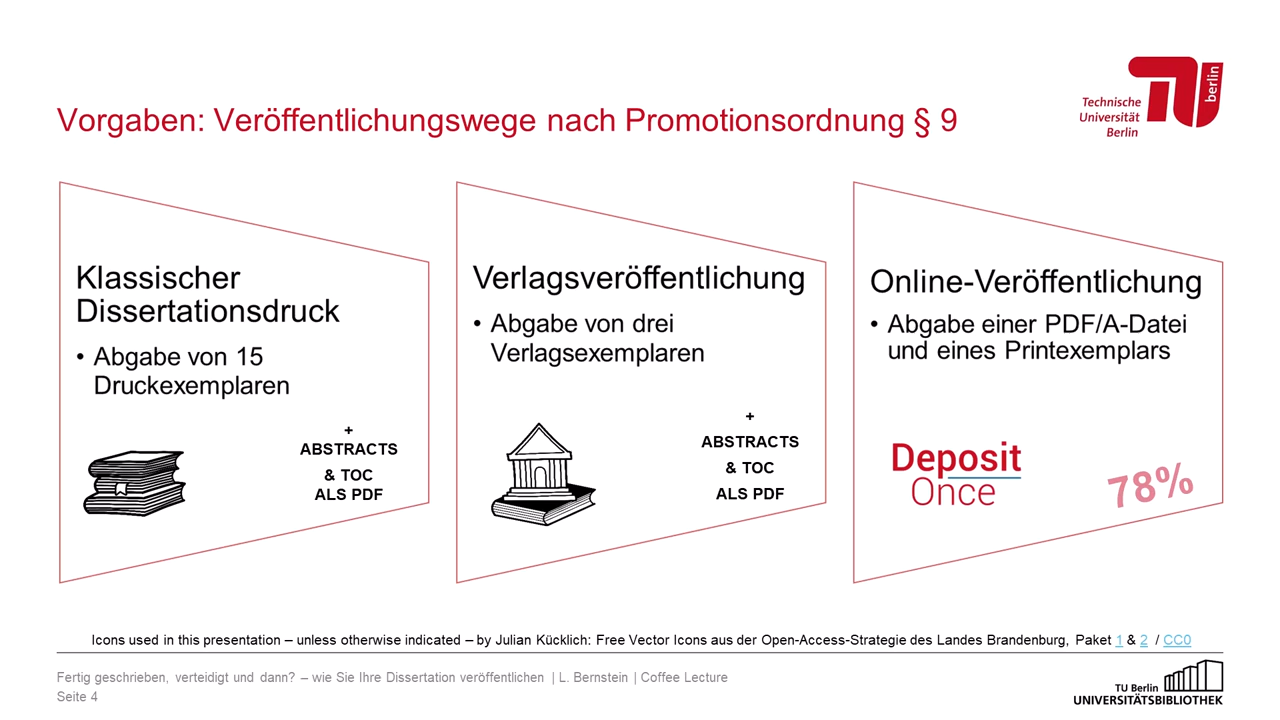 Technische
Universität
Berlin
berlin
Vorgaben: Veröffentlichungswege nach Promotionsordnung § 9
Klassischer
Dissertationsdruck
• Abgabe von 15
Druckexemplaren
+
ABSTRACTS
& TOC
ALS PDF
Verlagsveröffentlichung
• Abgabe von drei
Verlagsexemplaren
+
ABSTRACTS
& TOC
ALS PDF
Online-Veröffentlichung
• Abgabe einer PDF/A-Datei
und eines Printexemplars
Deposit
Once
78%
Icons used in this presentation – unless otherwise indicated – by Julian Kücklich: Free Vector Icons aus der Open-Access-Strategie des Landes Brandenburg, Paket 1 & 2 / CC0
Fertig geschrieben, verteidigt und dann? – wie Sie Ihre Dissertation veröffentlichen | L. Bernstein | Coffee Lecture
Seite 4
TU Berlin
UNIVERSITÄTSBIBLIOTHEK